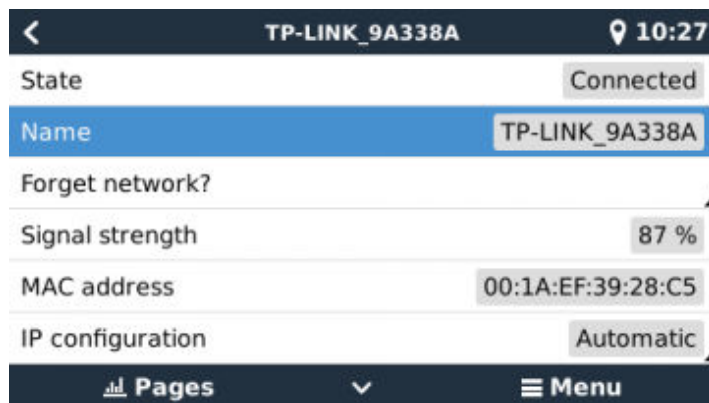 TP-LINK_9A338A 10:27
State Connected
Name TP-LINK_9A338A
Forget network?
Signal strength 87 %
MAC address 00:1A:EF:39:28:C5
IP configuration Automatic
Pages Menu